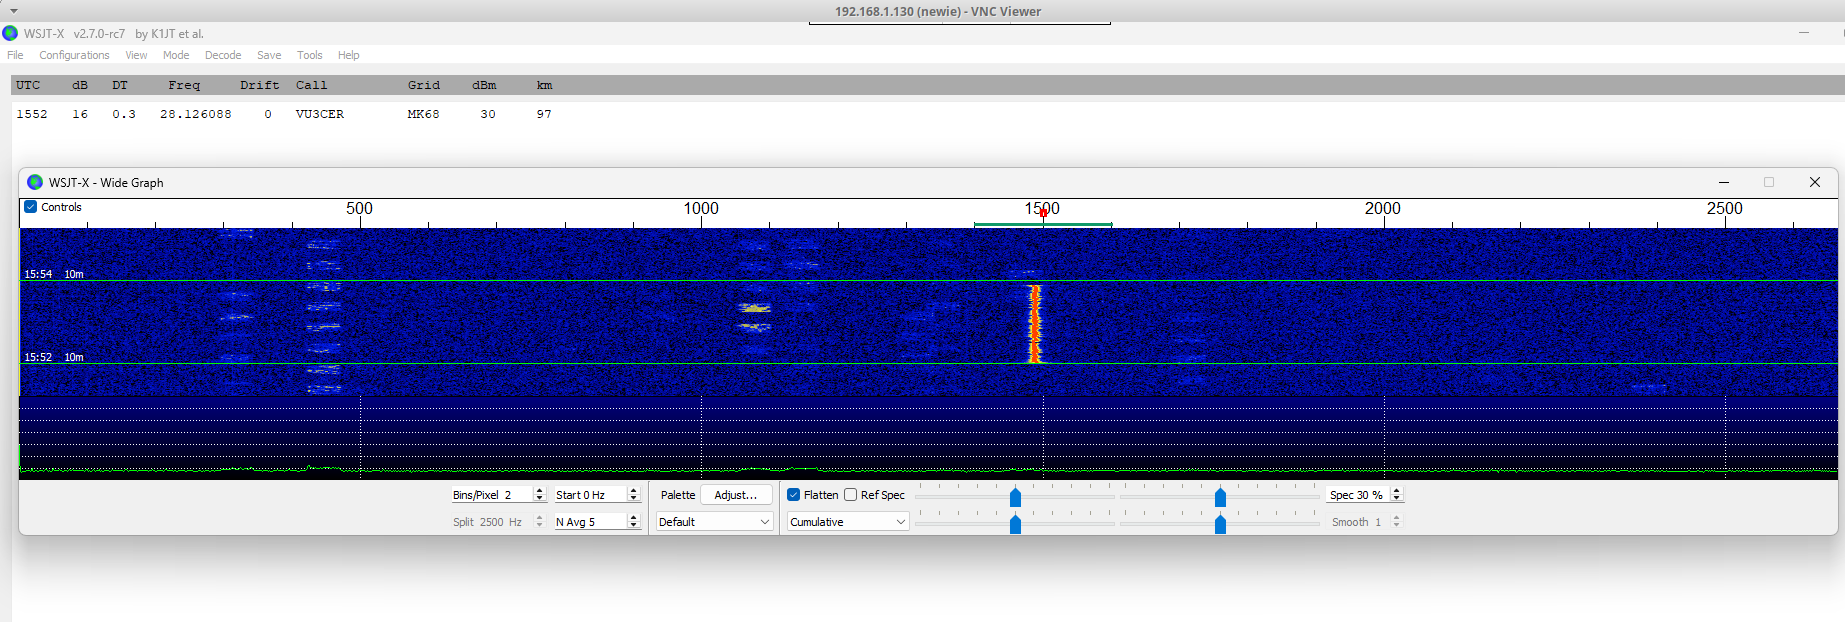 192.168.1.130 (newie) - VNC Viewer
WSJT-X v2.7.0-rc7 by K1JT et al.
File Configurations View Mode Decode Save Tools Help
UTC dB DT Freq Drift Call Grid dBm km
1552 16 0.3 28.126088 0 VU3CER MK68 30 97
WSJT-X - Wide Graph
Controls 500 1000 1500 2000 2500
15:54 10m
15:52 10m
Bins/Pixel 2 Start 0 Hz Palette Adjust... Flatten Ref Spec Spec 30 %
Split 2500 Hz N Avg 5 Default Cumulative Smooth 1